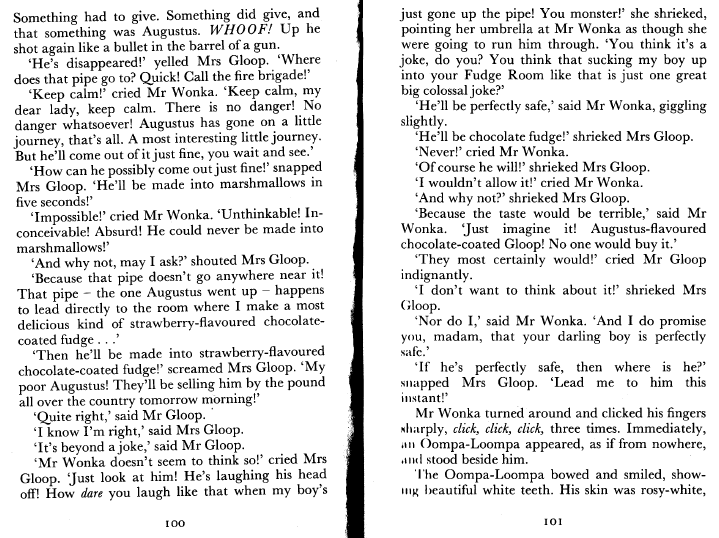 Something had to give. Something did give, and
that something was Augustus. WHOOF! Up he
shot again like a bullet in the barrel of a gun.
‘He’s disappeared!’ yelled Mrs Gloop. ‘Where
does that pipe go to? Quick! Call the fire brigade!’
‘Keep calm!’ cried Mr Wonka. ‘Keep calm, my
dear lady, keep calm. There is no danger! No
danger whatsoever! Augustus has gone on a little
journey, that’s all. A most interesting little journey.
But he’ll come out of it just fine, you wait and see.’
‘How can he possibly come out just fine!’ snapped
Mrs Gloop. ‘He’ll be made into marshmallows in
five seconds!’
‘Impossible!’ cried Mr Wonka. ‘Unthinkable! In-
conceivable! Absurd! He could never be made into
marshmallows!’
‘And why not, may I ask?’ shouted Mrs Gloop.
‘Because that pipe doesn’t go anywhere near it!
That pipe – the one Augustus went up – happens
to lead directly to the room where I make a most
delicious kind of strawberry-flavoured chocolate-
coated fudge . . .’
‘Then he’ll be made into strawberry-flavoured
chocolate-coated fudge!’ screamed Mrs Gloop. ‘My
poor Augustus! They’ll be selling him by the pound
all over the country tomorrow morning!’
‘Quite right,’ said Mr Gloop.
‘I know I’m right,’ said Mrs Gloop.
‘It’s beyond a joke,’ said Mr Gloop.
‘Mr Wonka doesn’t seem to think so!’ cried Mrs
Gloop. ‘Just look at him! He’s laughing his head
off! How dare you laugh like that when my boy’s
100
just gone up the pipe! You monster!’ she shrieked,
pointing her umbrella at Mr Wonka as though she
were going to run him through. ‘You think it’s a
joke, do you? You think that sucking my boy up
into your Fudge Room like that is just one great
big colossal joke?’
‘He’ll be perfectly safe,’ said Mr Wonka, giggling
slightly.
‘He’ll be chocolate fudge!’ shrieked Mrs Gloop.
‘Never!’ cried Mr Wonka.
‘Of course he will!’ shrieked Mrs Gloop.
‘I wouldn’t allow it!’ cried Mr Wonka.
‘And why not?’ shrieked Mrs Gloop.
‘Because the taste would be terrible,’ said Mr
Wonka. ‘Just imagine it! Augustus-flavoured
chocolate-coated Gloop! No one would buy it.’
‘They most certainly would!’ cried Mr Gloop
indignantly.
‘I don’t want to think about it!’ shrieked Mrs
Gloop.
‘Nor do I,’ said Mr Wonka. ‘And I do promise
you, madam, that your darling boy is perfectly
safe.’
‘If he’s perfectly safe, then where is he?’
snapped Mrs Gloop. ‘Lead me to him this
instant!’
Mr Wonka turned around and clicked his fingers
sharply, click, click, click, three times. Immediately,
an Oompa-Loompa appeared, as if from nowhere,
and stood beside him.
The Oompa-Loompa bowed and smiled, show-
ing beautiful white teeth. His skin was rosy-white,
101